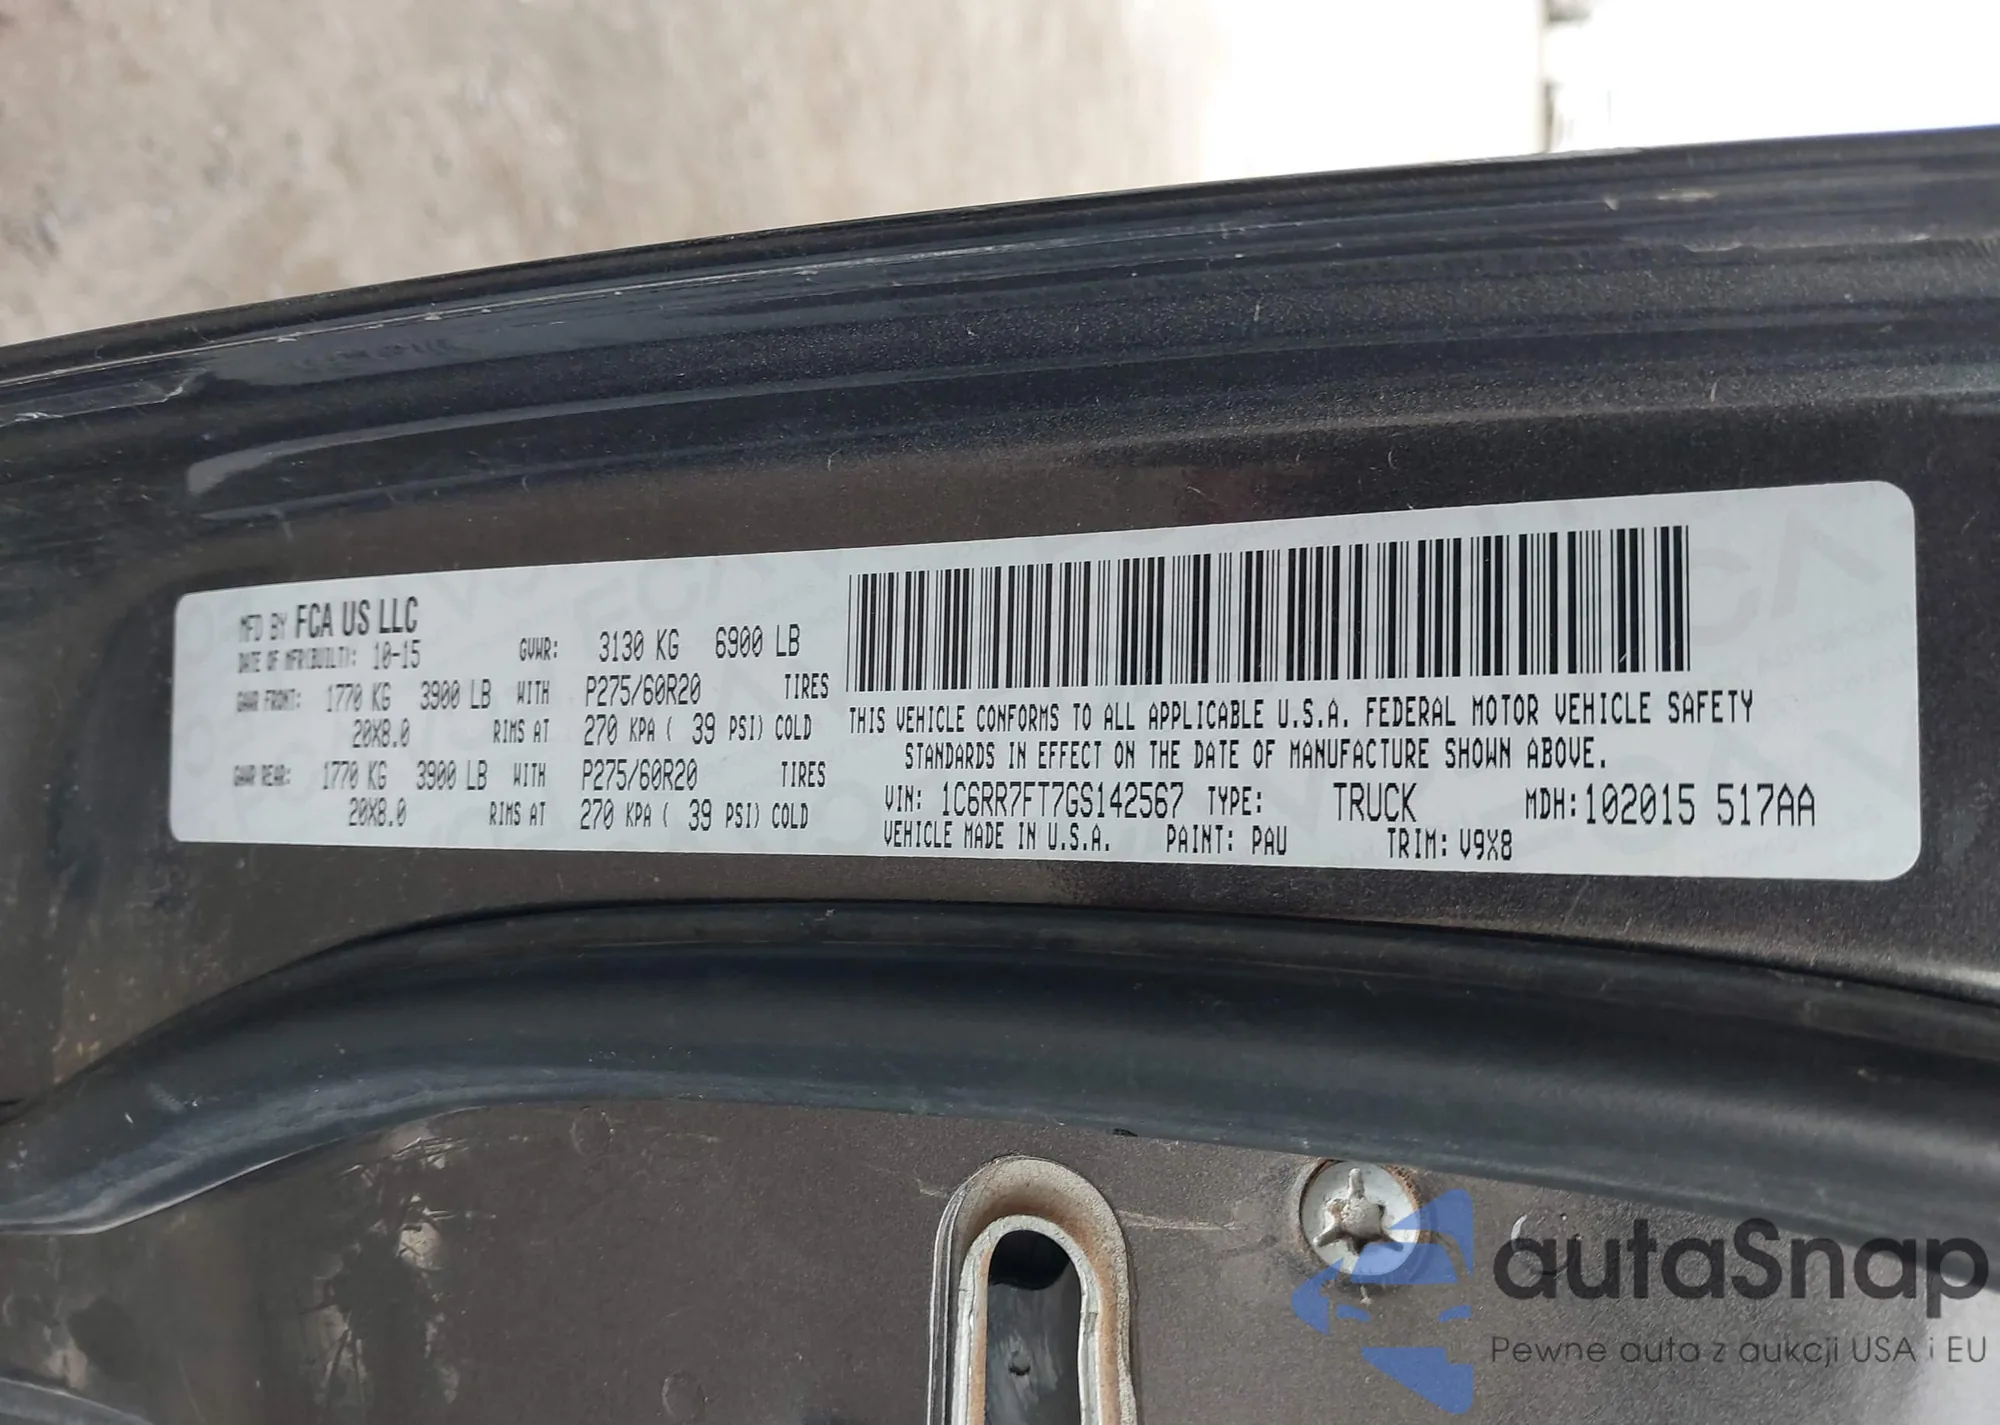 MFD BY FCA US LLC
DATE OF MFR(BUILT): 10-15 GVWR: 3130 KG 6900 LB
GAWR FRONT: 1770 KG 3900 LB WITH P275/60R20 TIRES
20X8.0 RIMS AT 270 KPA ( 39 PSI) COLD
GAWR REAR: 1770 KG 3900 LB WITH P275/60R20 TIRES
20X8.0 RIMS AT 270 KPA ( 39 PSI) COLD
THIS VEHICLE CONFORMS TO ALL APPLICABLE U.S.A. FEDERAL MOTOR VEHICLE SAFETY
STANDARDS IN EFFECT ON THE DATE OF MANUFACTURE SHOWN ABOVE.
VIN: 1C6RR7FT7GS142567 TYPE: TRUCK MDH: 102015 517AA
VEHICLE MADE IN U.S.A. PAINT: PAU TRIM: V9X8
autaSnap
Pewne auta z aukcji USA i EU